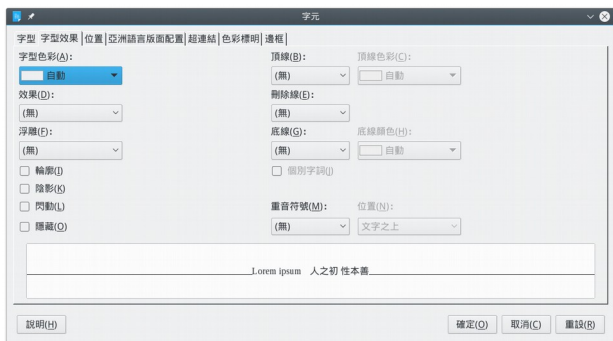 字元
字型 字型效果 位置 亞洲語言版面配置 超連結 色彩標明 邊框
字型色彩(A): 頂線(B): 頂線色彩(C):
自動 (無) 自動
效果(D): 刪除線(E):
(無) (無)
浮雕(F): 底線(G): 底線顏色(H):
(無) (無) 自動
輪廓(I) 個別字詞(J)
陰影(K)
閃動(L) 重音符號(M): 位置(N):
隱藏(O) (無) 文字之上
Lorem ipsum 人之初 性本善
說明(H) 確定(O) 取消(C) 重設(R)